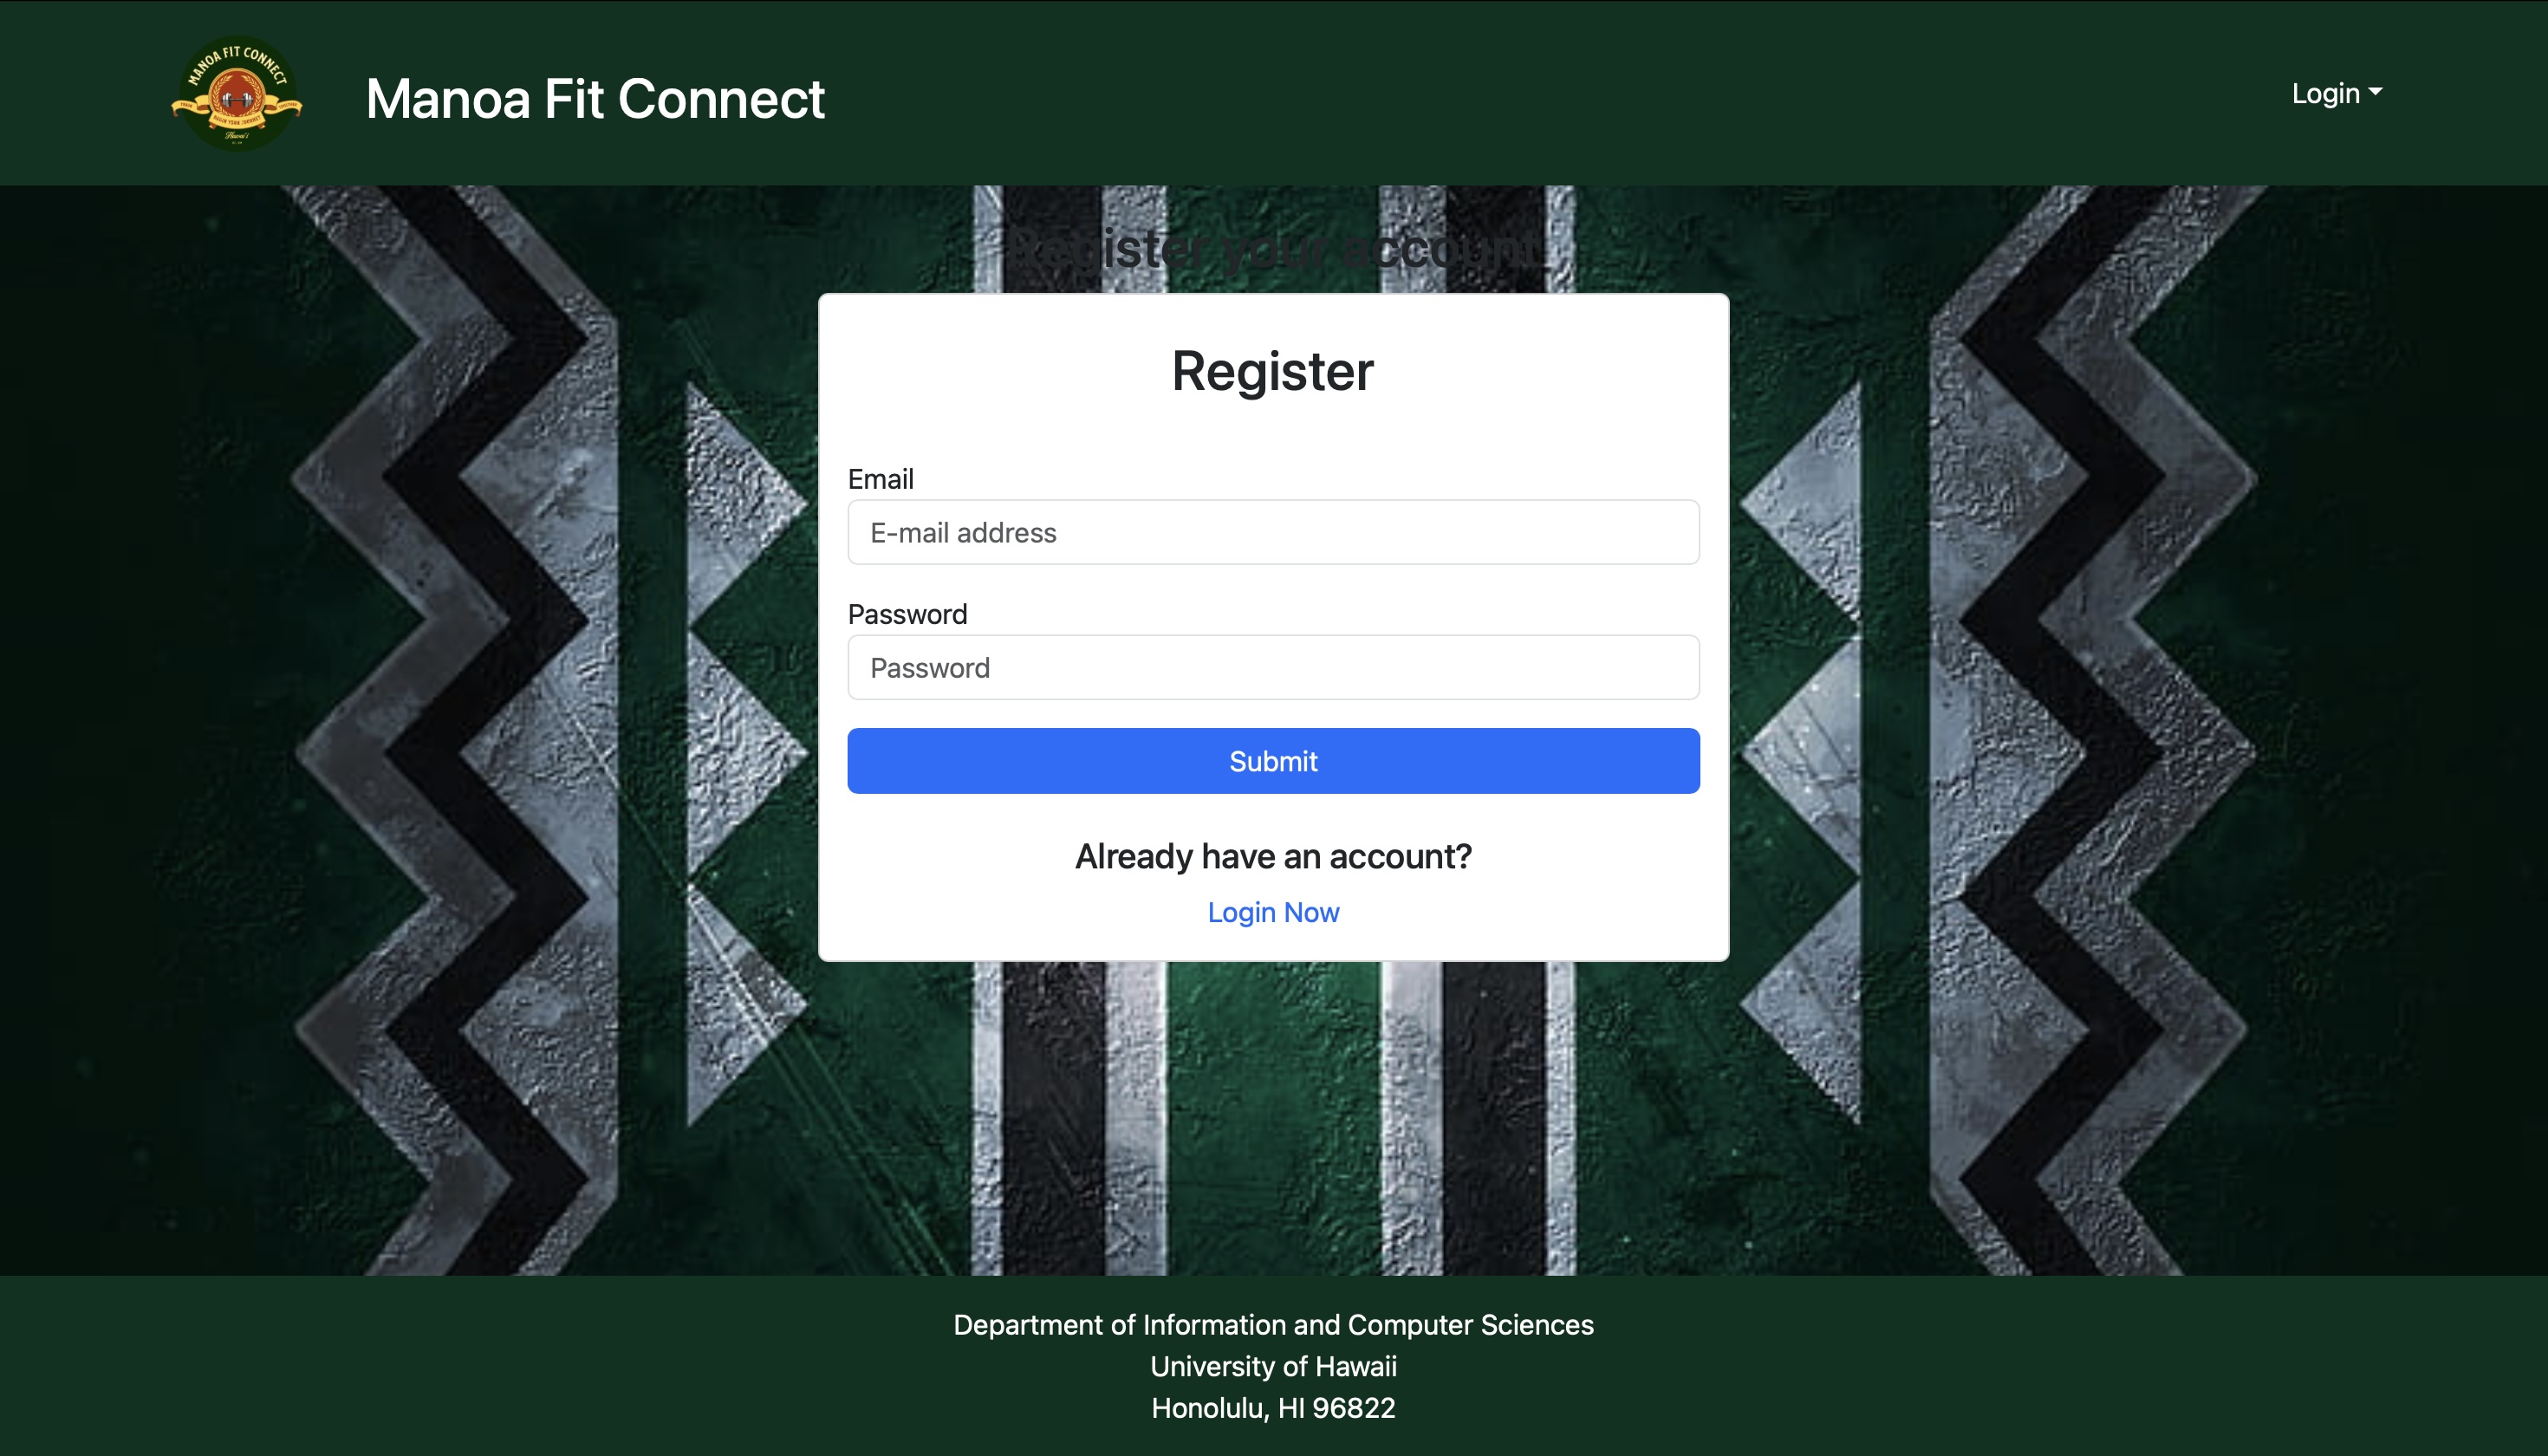 MANOA FIT CONNECT
Manoa Fit Connect
Login
Register your account
Register
Email
E-mail address
Password
Password
Submit
Already have an account?
Login Now
Department of Information and Computer Sciences
University of Hawaii
Honolulu, HI 96822